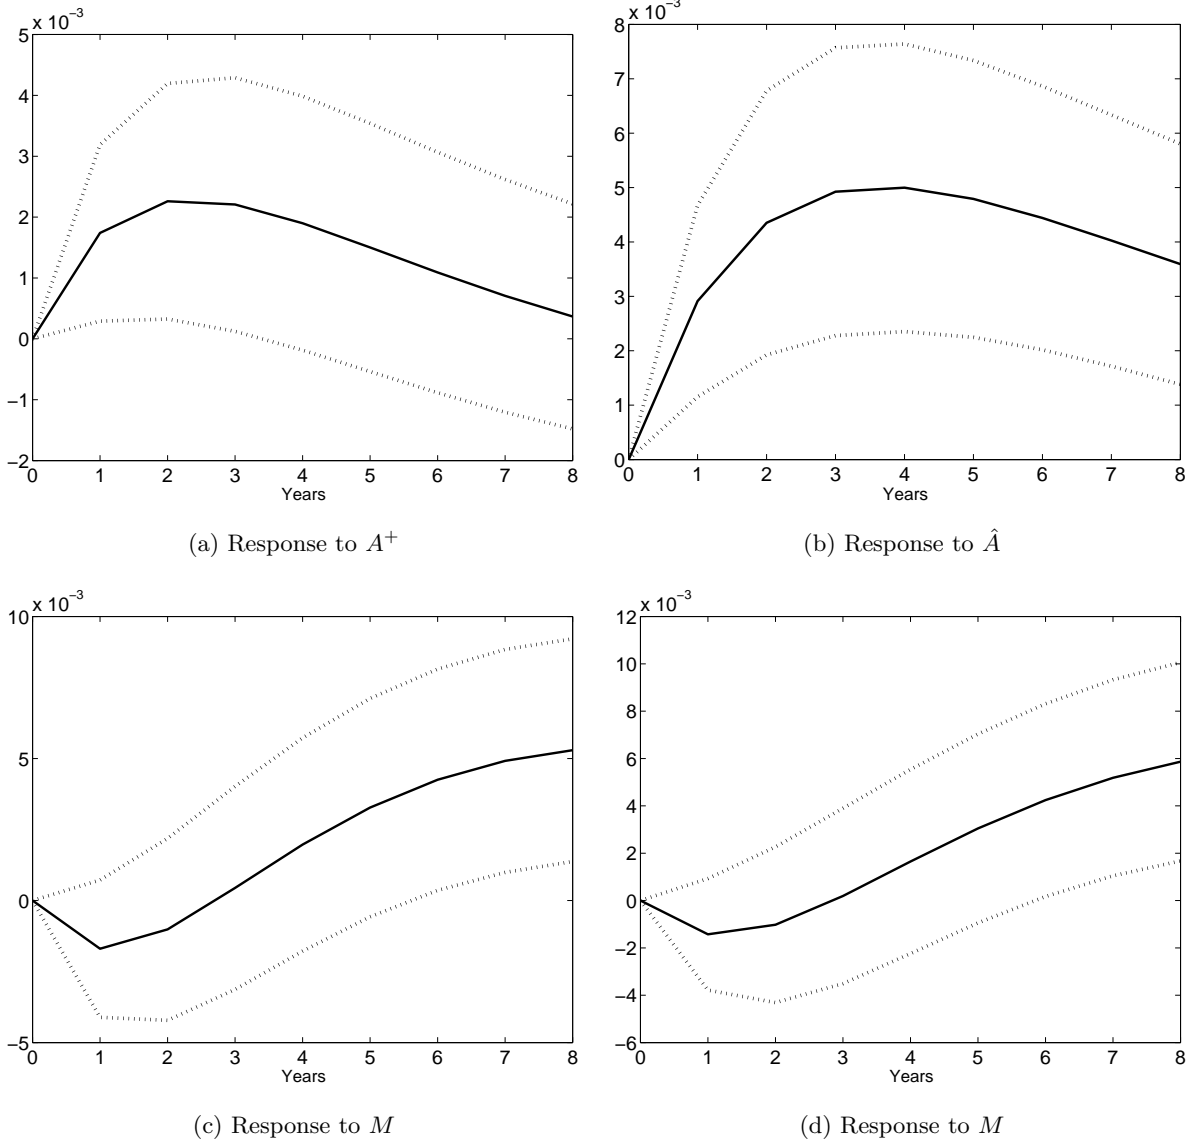 x 10⁻³
5
4
3
2
1
0
−1
−2
0 1 2 3 4 5 6 7 8
Years
(a) Response to A⁺
x 10⁻³
8
7
6
5
4
3
2
1
0
0 1 2 3 4 5 6 7 8
Years
(b) Response to Â
x 10⁻³
10
5
0
−5
0 1 2 3 4 5 6 7 8
Years
(c) Response to M
x 10⁻³
12
10
8
6
4
2
0
−2
−4
−6
0 1 2 3 4 5 6 7 8
Years
(d) Response to M